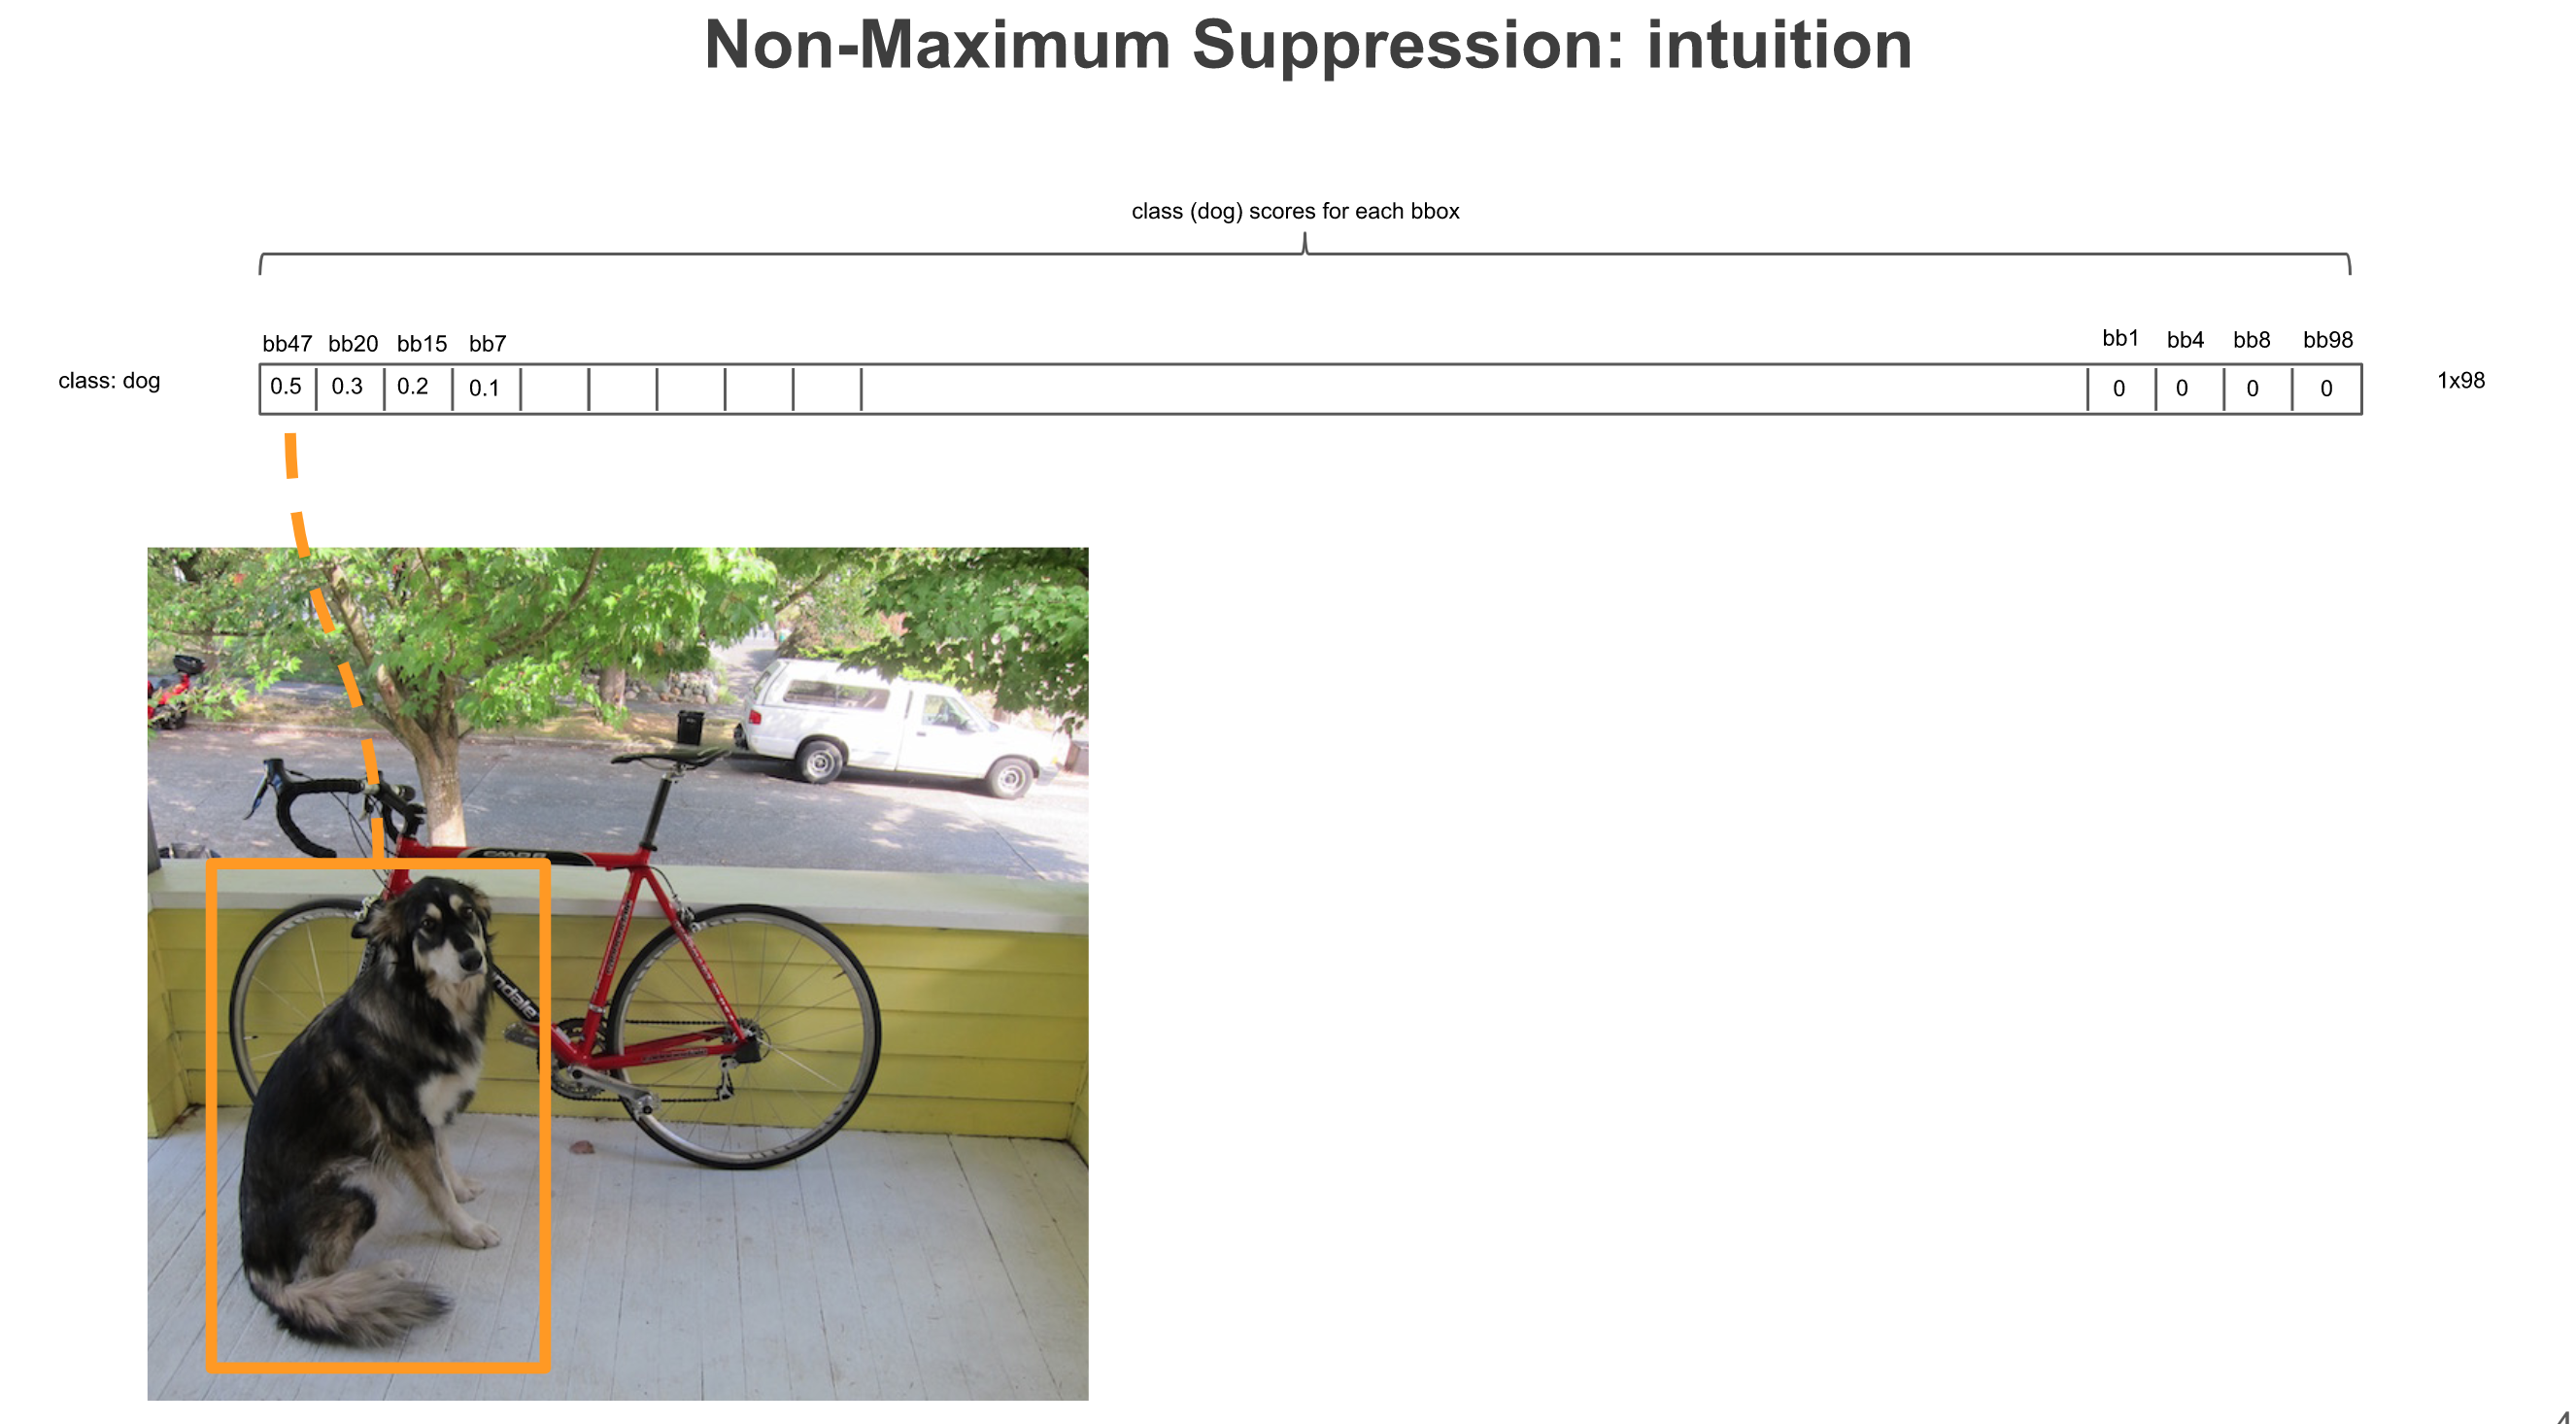 Non-Maximum Suppression: intuition
class (dog) scores for each bbox
bb47 bb20 bb15 bb7 bb1 bb4 bb8 bb98
class: dog 0.5 0.3 0.2 0.1 0 0 0 0 1x98
ndale